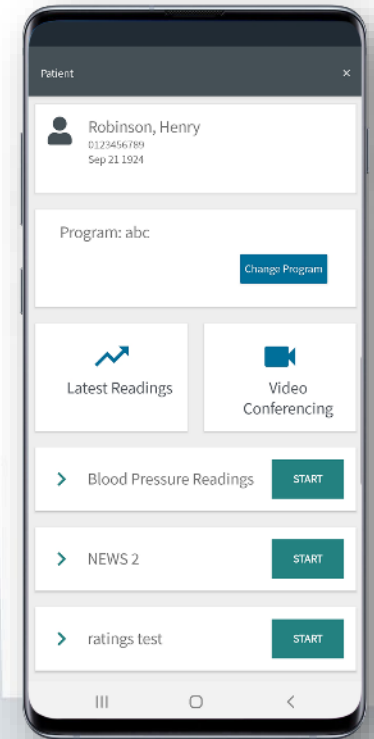 Patient
×
Robinson, Henry
0123456789
Sep 21 1924
Program: abc
Change Program
Latest Readings
Video
Conferencing
Blood Pressure Readings
START
NEWS 2
START
ratings test
START